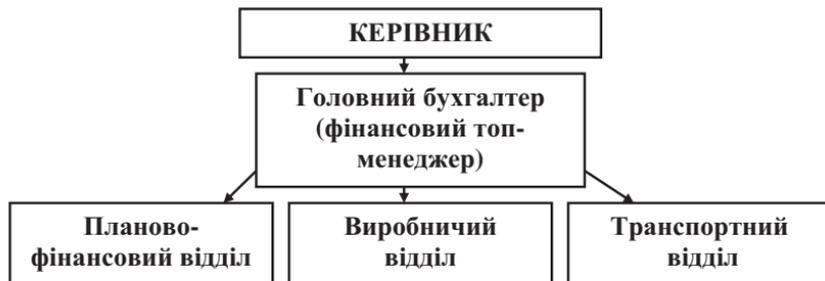 КЕРІВНИК
Головний бухгалтер
(фінансовий топ-
менеджер)
Планово-
фінансовий відділ
Виробничий
відділ
Транспортний
відділ